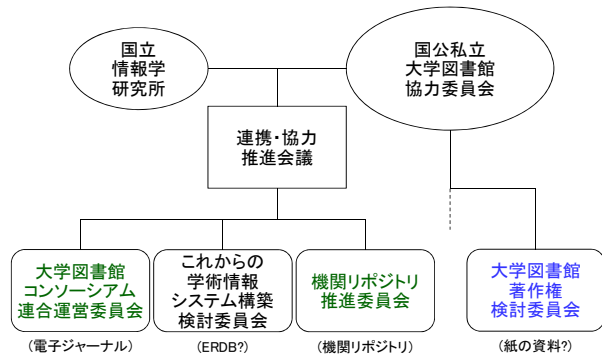 国立
情報学
研究所
国公私立
大学図書館
協力委員会
連携・協力
推進会議
大学図書館
コンソーシアム
連合運営委員会
(電子ジャーナル)
これからの
学術情報
システム構築
検討委員会
(ERDB?)
機関リポジトリ
推進委員会
(機関リポジトリ)
大学図書館
著作権
検討委員会
(紙の資料?)